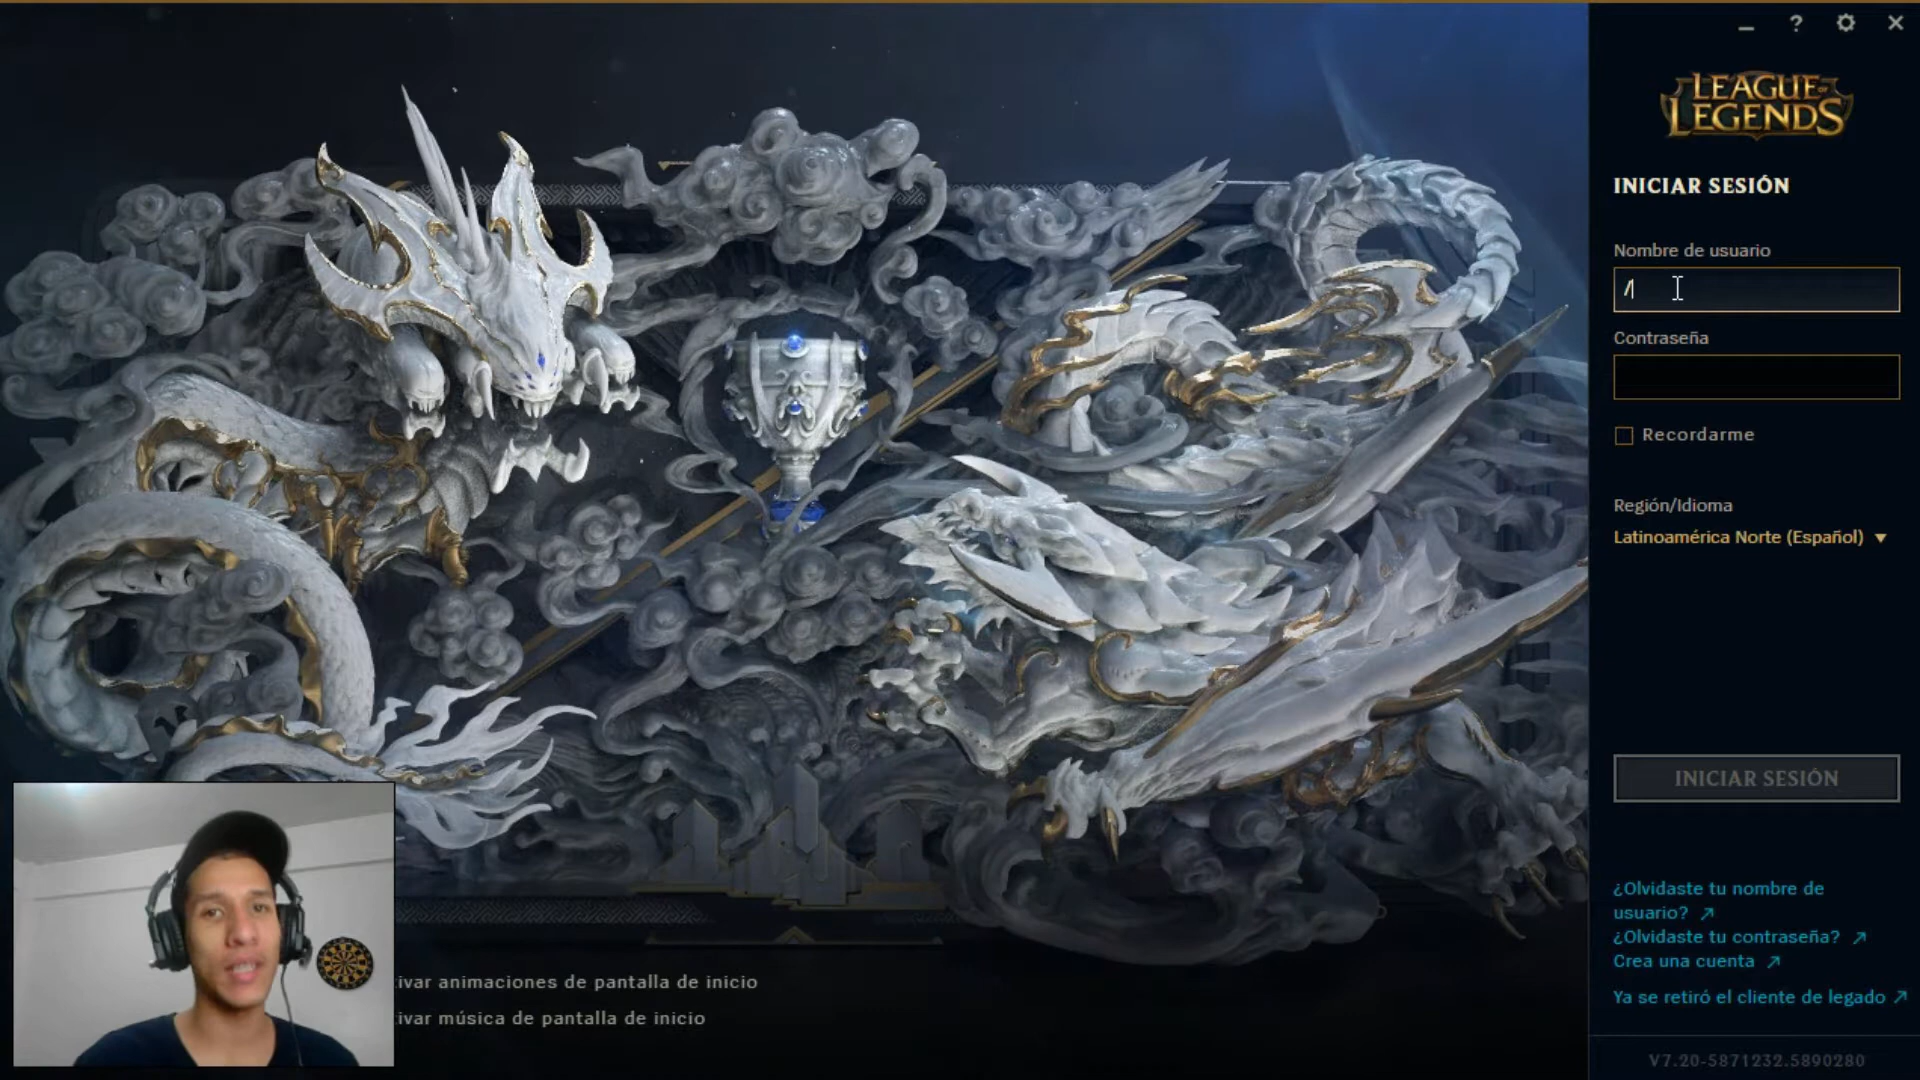 LEAGUE OF
LEGENDS
INICIAR SESIÓN
Nombre de usuario
Contraseña
Recordarme
Región/Idioma
Latinoamérica Norte (Español)
INICIAR SESIÓN
¿Olvidaste tu nombre de
usuario?
¿Olvidaste tu contraseña?
Crea una cuenta
Ya se retiró el cliente de legado
V7.20-5871232.5890280
animaciones de pantalla de inicio
música de pantalla de inicio